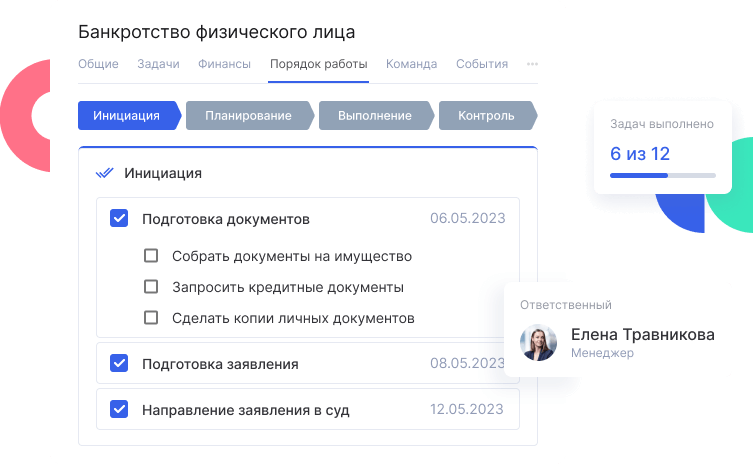 Банкротство физического лица
Общие Задачи Финансы Порядок работы Команда События ...
Инициация Планирование Выполнение Контроль
Задач выполнено
6 из 12
Инициация
Подготовка документов 06.05.2023
Собрать документы на имущество
Запросить кредитные документы
Сделать копии личных документов
Ответственный
Елена Травникова
Менеджер
Подготовка заявления 08.05.2023
Направление заявления в суд 12.05.2023